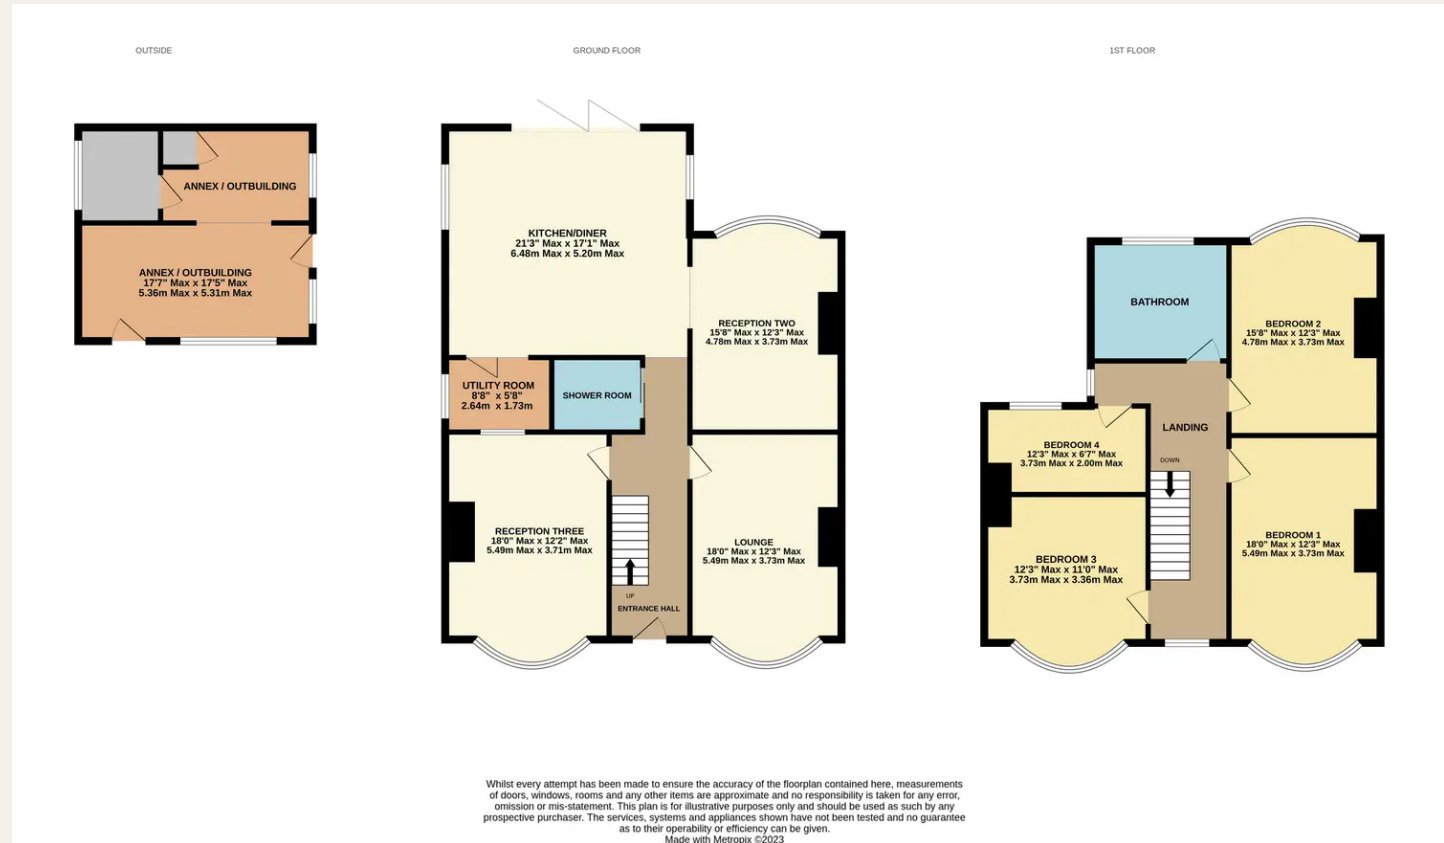 OUTSIDE
GROUND FLOOR
1ST FLOOR
ANNEX / OUTBUILDING
ANNEX / OUTBUILDING
17'7" Max x 17'5" Max
5.36m Max x 5.31m Max
KITCHEN/DINER
21'3" Max x 17'1" Max
6.48m Max x 5.20m Max
RECEPTION TWO
15'8" Max x 12'3" Max
4.78m Max x 3.73m Max
UTILITY ROOM
8'8" x 5'8"
2.64m x 1.73m
SHOWER ROOM
RECEPTION THREE
18'0" Max x 12'2" Max
5.49m Max x 3.71m Max
LOUNGE
18'0" Max x 12'3" Max
5.49m Max x 3.73m Max
UP
ENTRANCE HALL
BATHROOM
BEDROOM 2
15'8" Max x 12'3" Max
4.78m Max x 3.73m Max
LANDING
DOWN
BEDROOM 4
12'3" Max x 6'7" Max
3.73m Max x 2.00m Max
BEDROOM 3
12'3" Max x 11'0" Max
3.73m Max x 3.36m Max
BEDROOM 1
18'0" Max x 12'3" Max
5.49m Max x 3.73m Max
Whilst every attempt has been made to ensure the accuracy of the floorplan contained here, measurements
of doors, windows, rooms and any other items are approximate and no responsibility is taken for any error,
omission or mis-statement. This plan is for illustrative purposes only and should be used as such by any
prospective purchaser. The services, systems and appliances shown have not been tested and no guarantee
as to their operability or efficiency can be given.
Made with Metropix ©2023